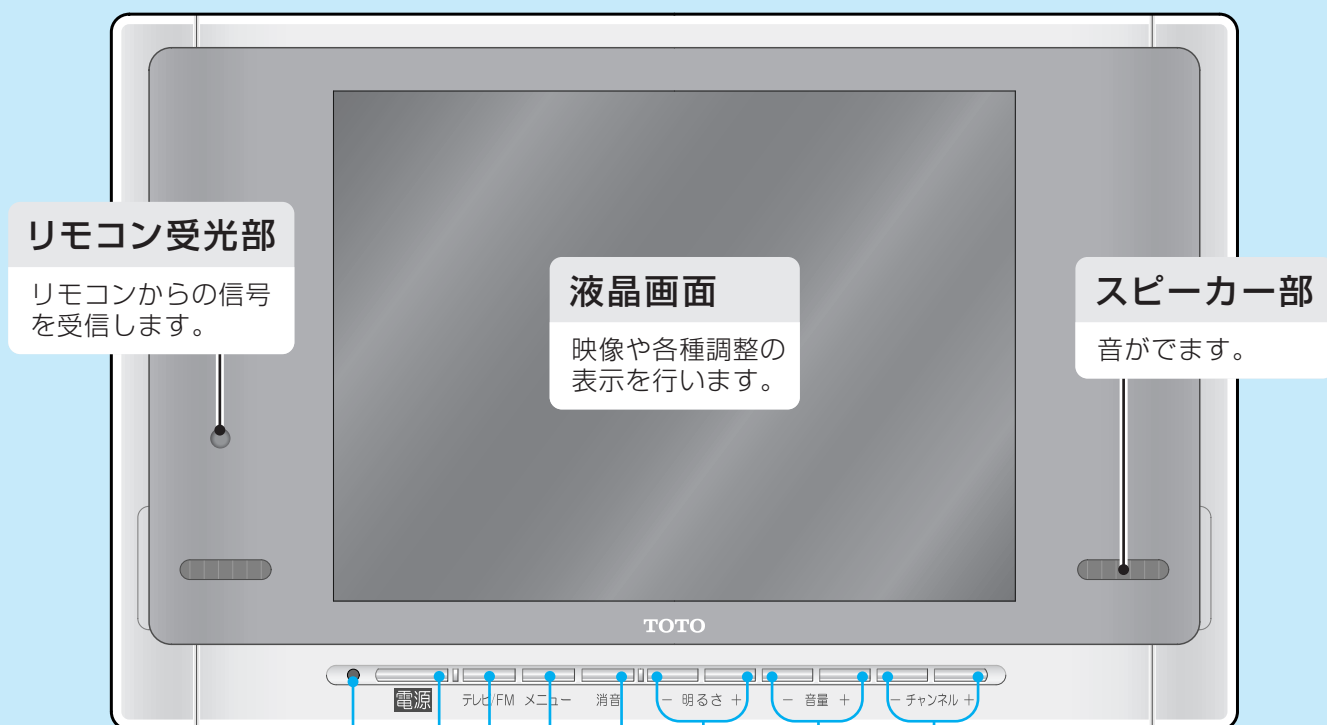 リモコン受光部
リモコンからの信号
を受信します。
液晶画面
映像や各種調整の
表示を行います。
スピーカー部
音がでます。
TOTO
電源 テレビ/FM メニュー 消音 － 明るさ ＋ － 音量 ＋ － チャンネル ＋